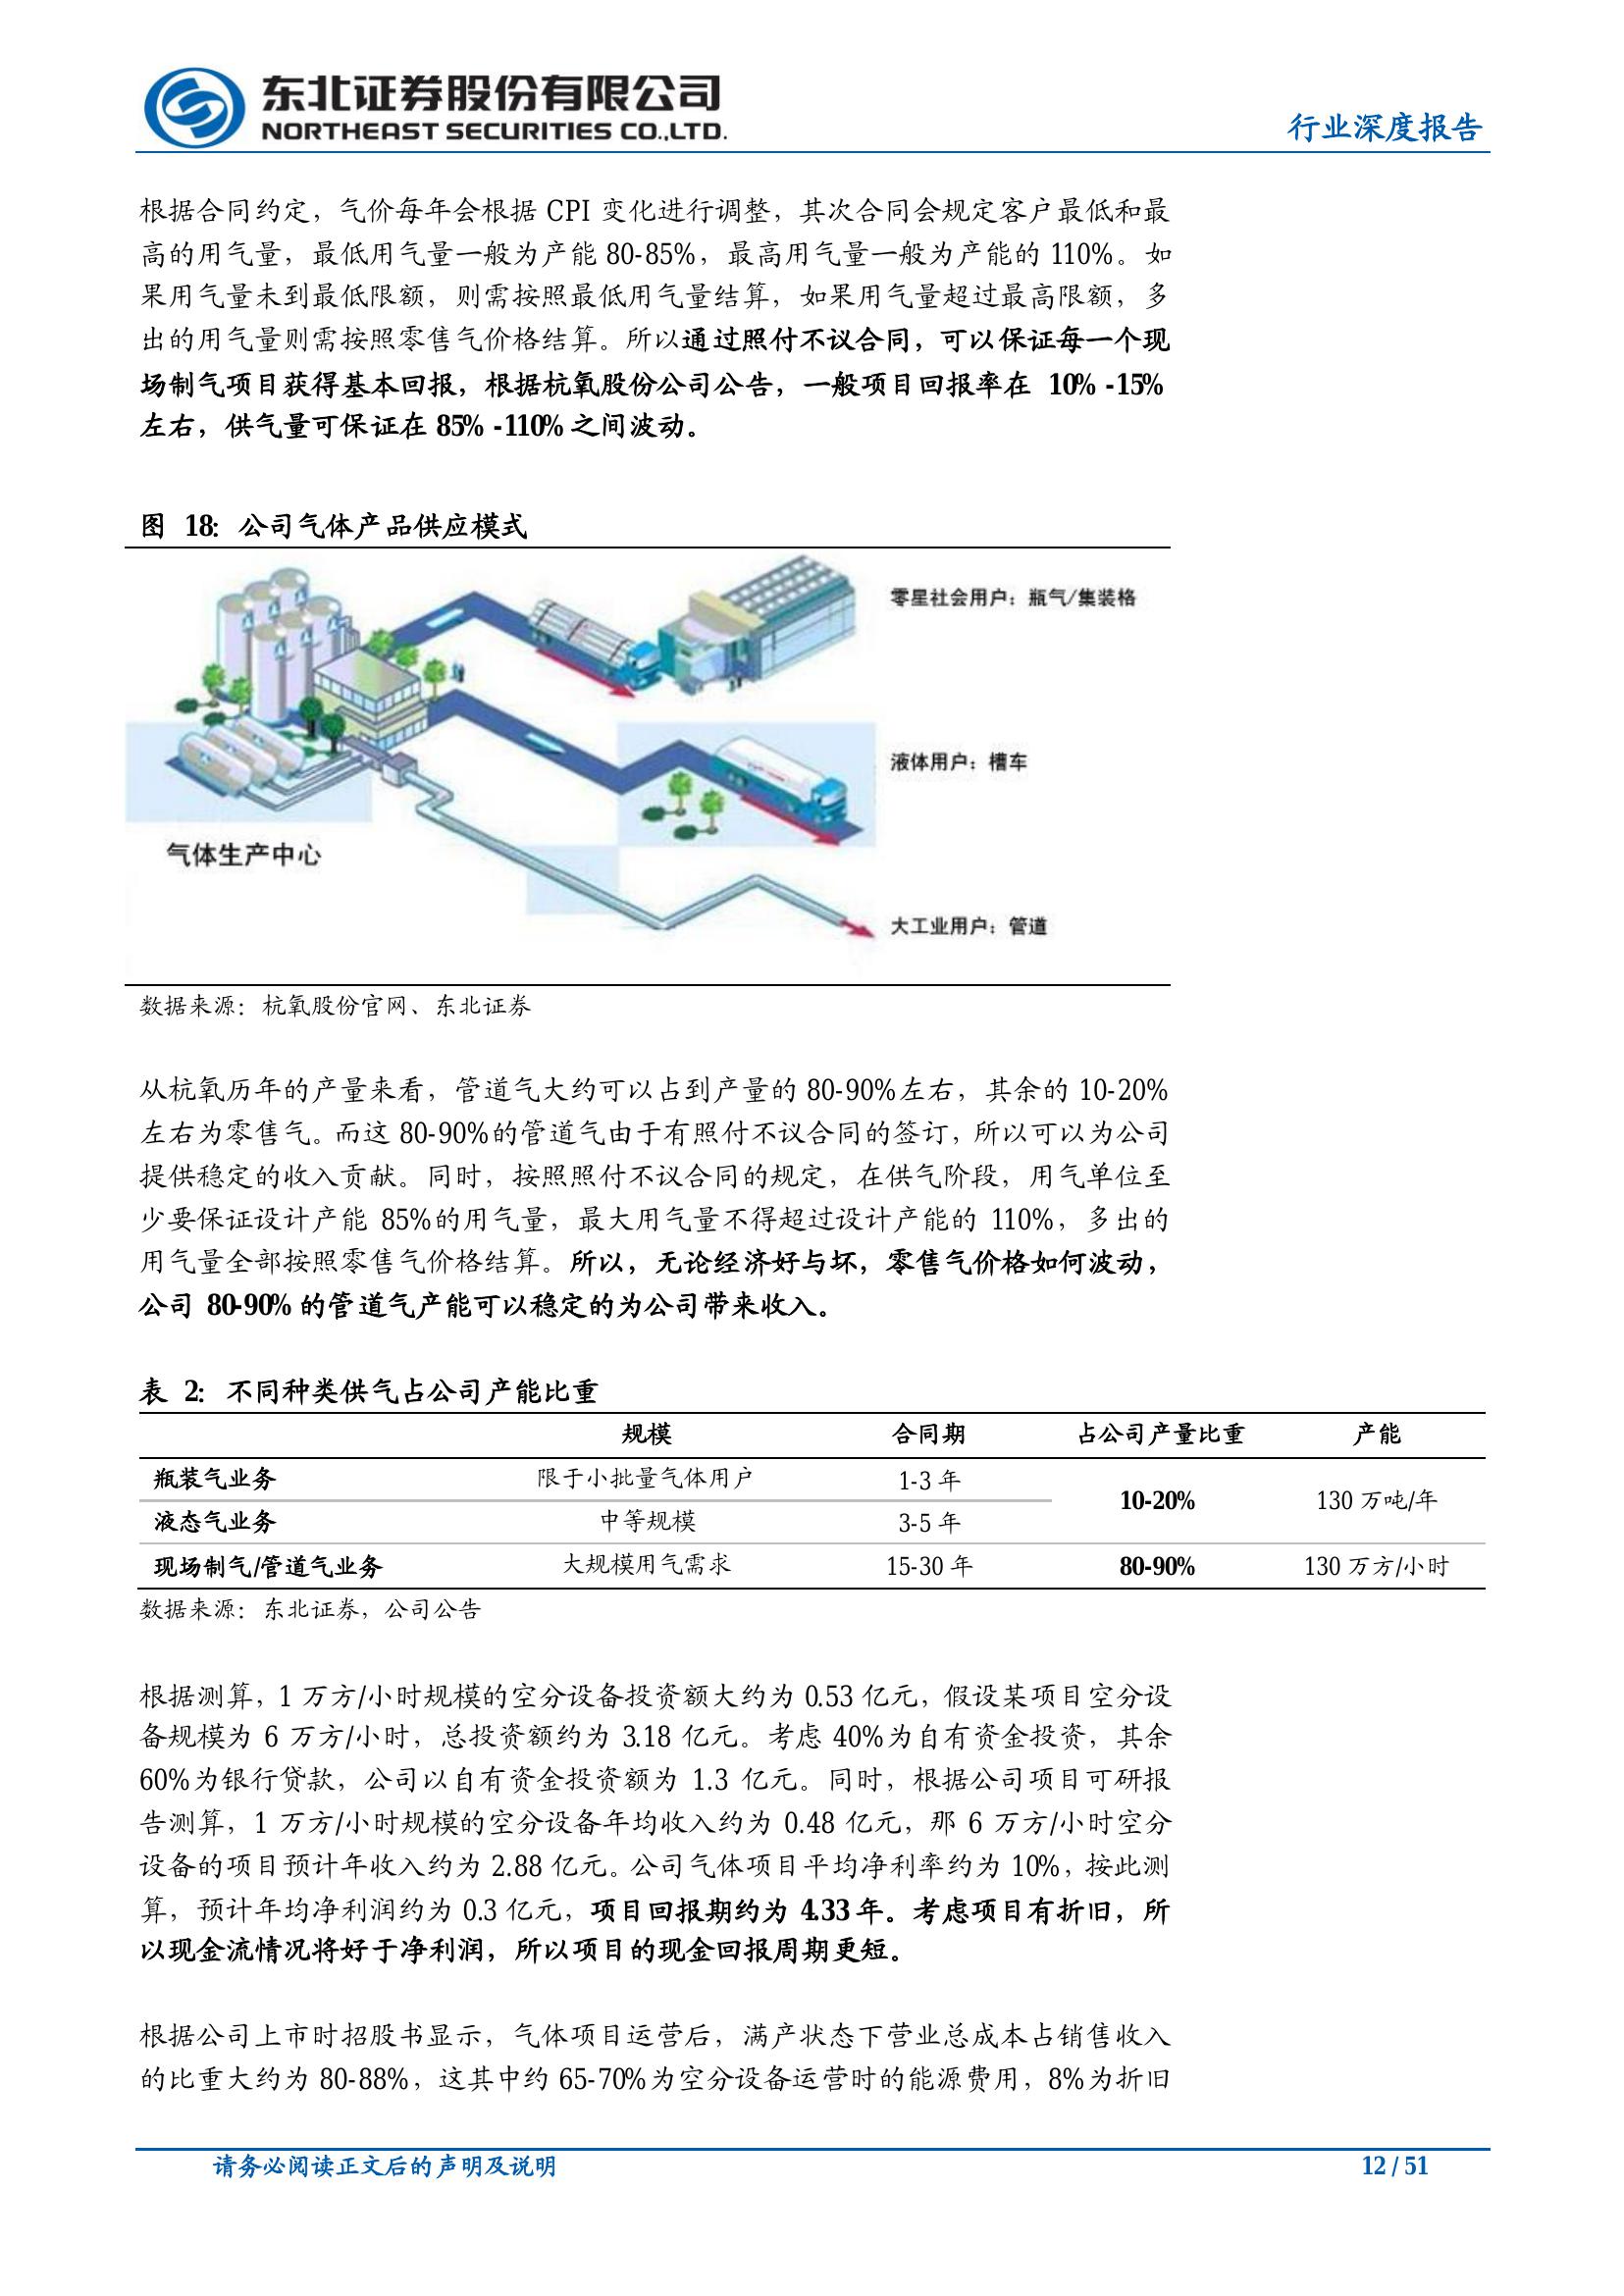 东北证券股份有限公司
NORTHEAST SECURITIES CO.,LTD.
行业深度报告
根据合同约定，气价每年会根据 CPI 变化进行调整，其次合同会规定客户最低和最
高的用气量，最低用气量一般为产能 80-85%，最高用气量一般为产能的 110%。如
果用气量未到最低限额，则需按照最低用气量结算，如果用气量超过最高限额，多
出的用气量则需按照零售气价格结算。所以通过照付不议合同，可以保证每一个现
场制气项目获得基本回报，根据杭氧股份公司公告，一般项目回报率在 10% -15%
左右，供气量可保证在 85% -110% 之间波动。
图 18：公司气体产品供应模式
零星社会用户：瓶气/集装格
液体用户：槽车
气体生产中心
大工业用户：管道
数据来源：杭氧股份官网、东北证券
从杭氧历年的产量来看，管道气大约可以占到产量的 80-90%左右，其余的 10-20%
左右为零售气。而这 80-90%的管道气由于有照付不议合同的签订，所以可以为公司
提供稳定的收入贡献。同时，按照照付不议合同的规定，在供气阶段，用气单位至
少要保证设计产能 85%的用气量，最大用气量不得超过设计产能的 110%，多出的
用气量全部按照零售气价格结算。所以，无论经济好与坏，零售气价格如何波动，
公司 80-90% 的管道气产能可以稳定的为公司带来收入。
表 2：不同种类供气占公司产能比重
规模 合同期 占公司产量比重 产能
瓶装气业务 限于小批量气体用户 1-3 年
10-20% 130 万吨/年
液态气业务 中等规模 3-5 年
现场制气/管道气业务 大规模用气需求 15-30 年 80-90% 130 万方/小时
数据来源：东北证券，公司公告
根据测算，1 万方/小时规模的空分设备投资额大约为 0.53 亿元，假设某项目空分设
备规模为 6 万方/小时，总投资额约为 3.18 亿元。考虑 40%为自有资金投资，其余
60%为银行贷款，公司以自有资金投资额为 1.3 亿元。同时，根据公司项目可研报
告测算，1 万方/小时规模的空分设备年均收入约为 0.48 亿元，那 6 万方/小时空分
设备的项目预计年收入约为 2.88 亿元。公司气体项目平均净利率约为 10%，按此测
算，预计年均净利润约为 0.3 亿元，项目回报期约为 4.33 年。考虑项目有折旧，所
以现金流情况将好于净利润，所以项目的现金回报周期更短。
根据公司上市时招股书显示，气体项目运营后，满产状态下营业总成本占销售收入
的比重大约为 80-88%，这其中约 65-70%为空分设备运营时的能源费用，8%为折旧
请务必阅读正文后的声明及说明
12 / 51